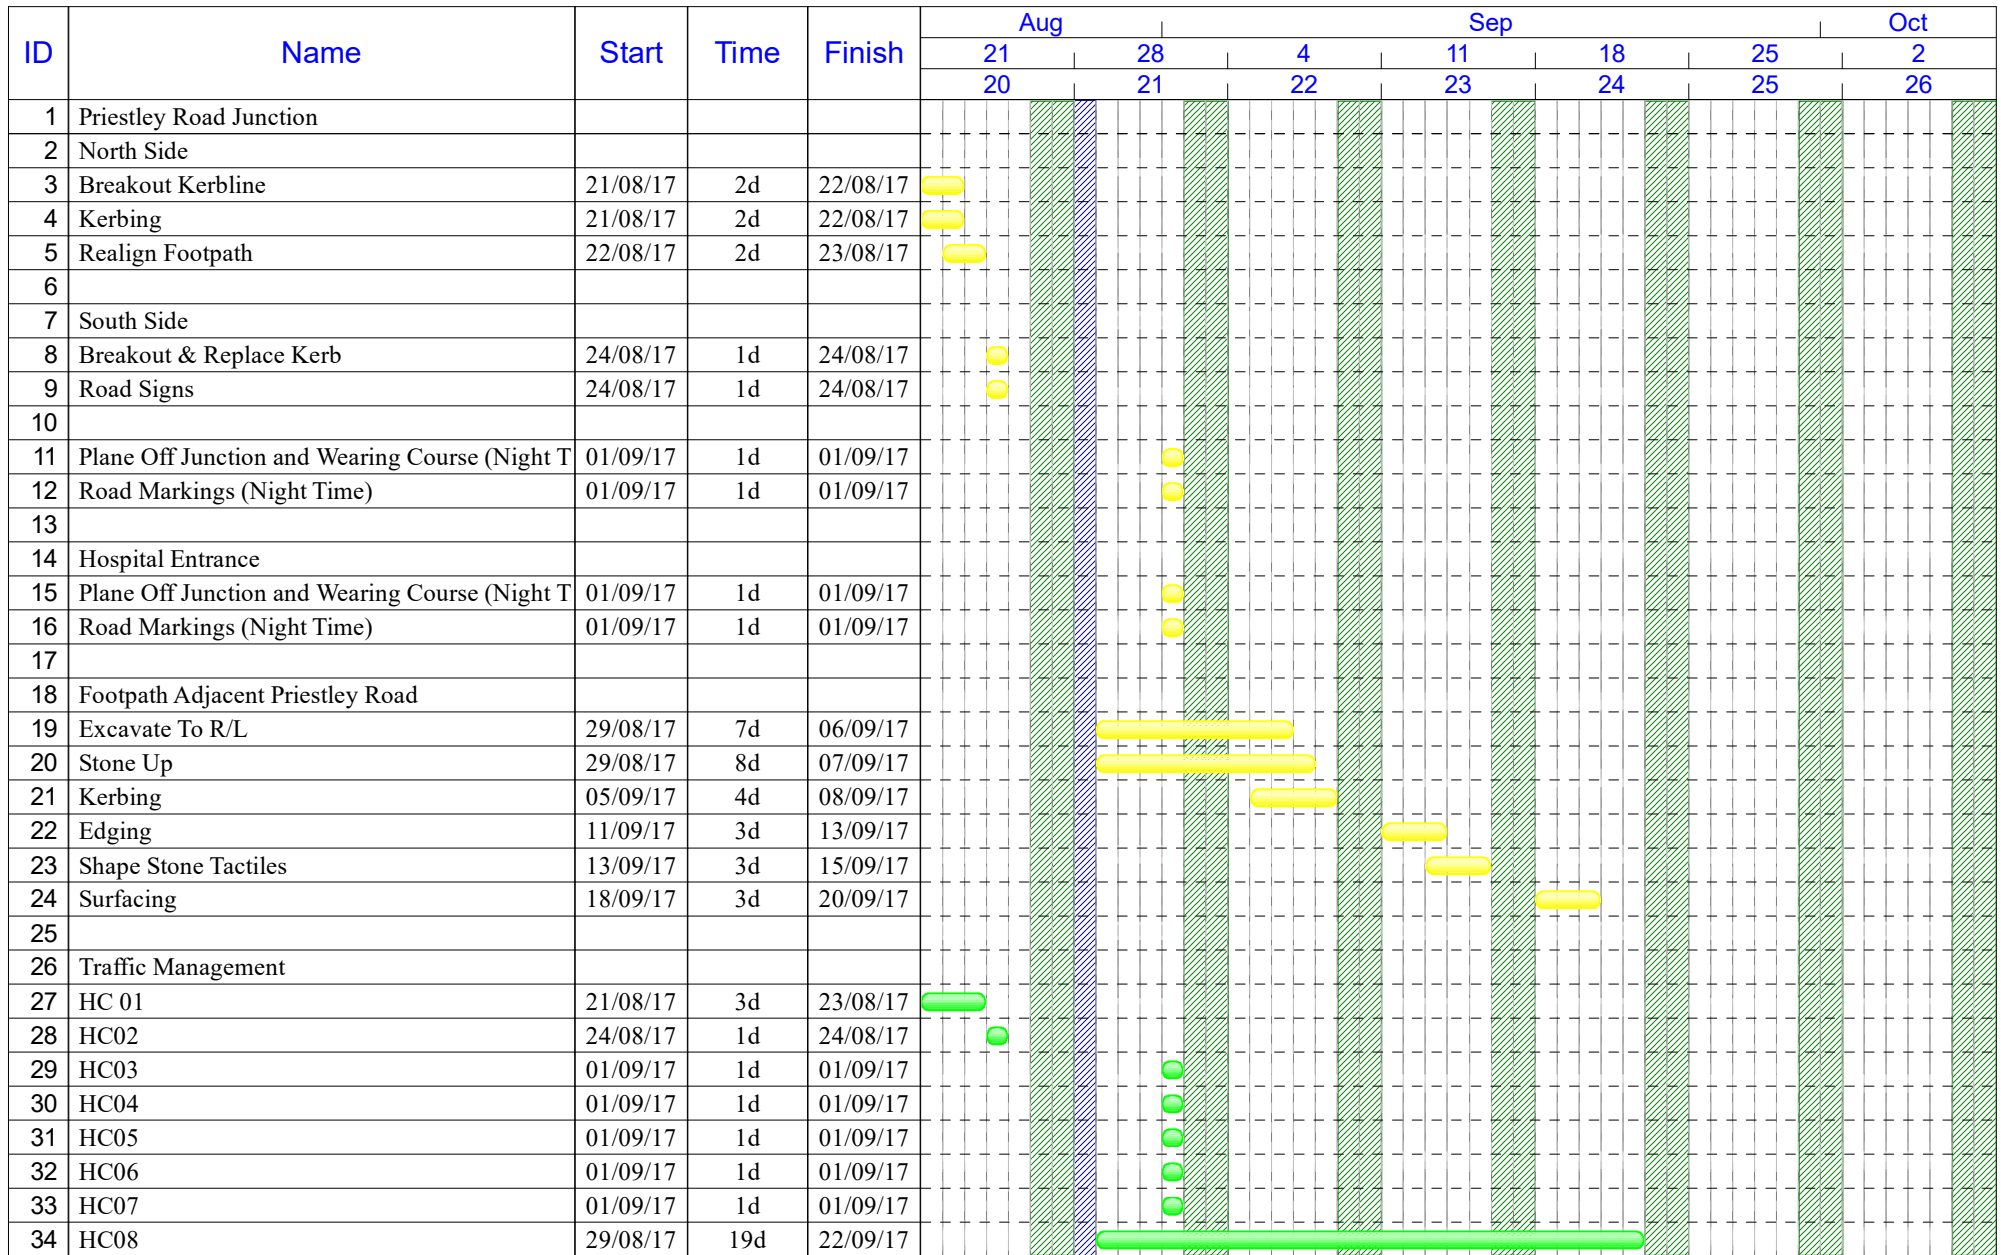 ID Name Start Time Finish Aug Sep Oct
21 28 4 11 18 25 2
20 21 22 23 24 25 26
1 Priestley Road Junction
2 North Side
3 Breakout Kerbline 21/08/17 2d 22/08/17
4 Kerbing 21/08/17 2d 22/08/17
5 Realign Footpath 22/08/17 2d 23/08/17
6
7 South Side
8 Breakout & Replace Kerb 24/08/17 1d 24/08/17
9 Road Signs 24/08/17 1d 24/08/17
10
11 Plane Off Junction and Wearing Course (Night T 01/09/17 1d 01/09/17
12 Road Markings (Night Time) 01/09/17 1d 01/09/17
13
14 Hospital Entrance
15 Plane Off Junction and Wearing Course (Night T 01/09/17 1d 01/09/17
16 Road Markings (Night Time) 01/09/17 1d 01/09/17
17
18 Footpath Adjacent Priestley Road
19 Excavate To R/L 29/08/17 7d 06/09/17
20 Stone Up 29/08/17 8d 07/09/17
21 Kerbing 05/09/17 4d 08/09/17
22 Edging 11/09/17 3d 13/09/17
23 Shape Stone Tactiles 13/09/17 3d 15/09/17
24 Surfacing 18/09/17 3d 20/09/17
25
26 Traffic Management
27 HC 01 21/08/17 3d 23/08/17
28 HC02 24/08/17 1d 24/08/17
29 HC03 01/09/17 1d 01/09/17
30 HC04 01/09/17 1d 01/09/17
31 HC05 01/09/17 1d 01/09/17
32 HC06 01/09/17 1d 01/09/17
33 HC07 01/09/17 1d 01/09/17
34 HC08 29/08/17 19d 22/09/17